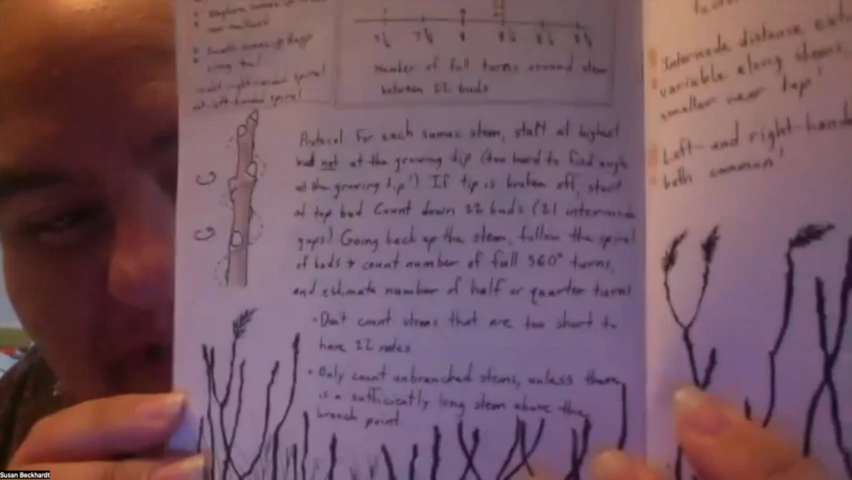 Number of full turns around stem
between 22 buds
Protocol For each sumac stem, start at highest
bud not at the growing tip (too hard to find angle
at the growing tip!) If tip is broken off, start
at top bud Count down 22 buds (21 internode
gaps) Going back up the stem, follow the spiral
of buds & count number of full 360° turns,
and estimate number of half or quarter turns
• Don't count stems that are too short to
have 22 nodes
• Only count unbranched stems, unless there
is a sufficiently long stem above the
branch point
Internode distance
variable along stems,
smaller near top!
Left- and right-hand
both common!
Susan Beckhardt